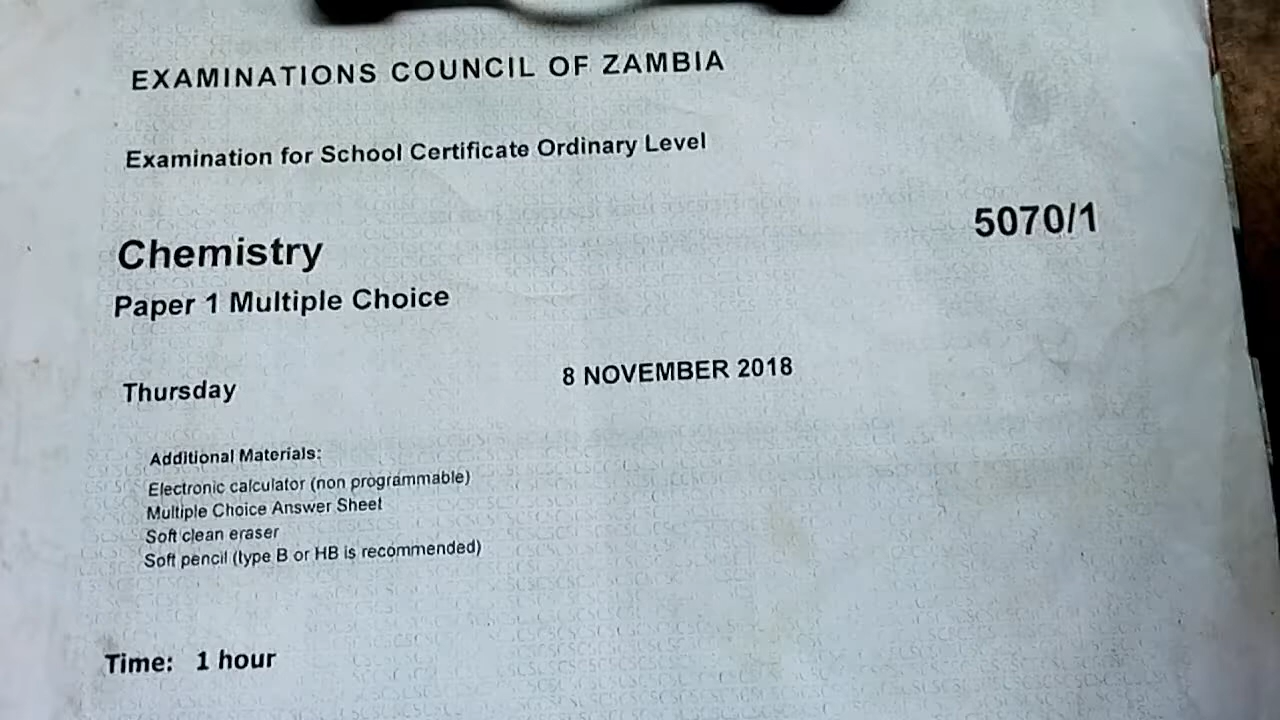 EXAMINATIONS COUNCIL OF ZAMBIA
Examination for School Certificate Ordinary Level
Chemistry 5070/1
Paper 1 Multiple Choice
Thursday 8 NOVEMBER 2018
Additional Materials:
Electronic calculator (non programmable)
Multiple Choice Answer Sheet
Soft clean eraser
Soft pencil (type B or HB is recommended)
Time: 1 hour